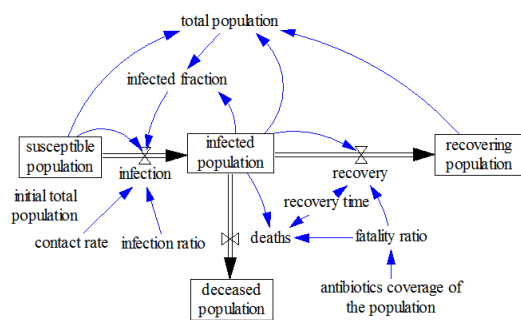 total population
infected fraction
susceptible
population
infected
population
recovering
population
infection
recovery
initial total
population
recovery time
contact rate
infection ratio
deaths
fatality ratio
deceased
population
antibiotics coverage of
the population